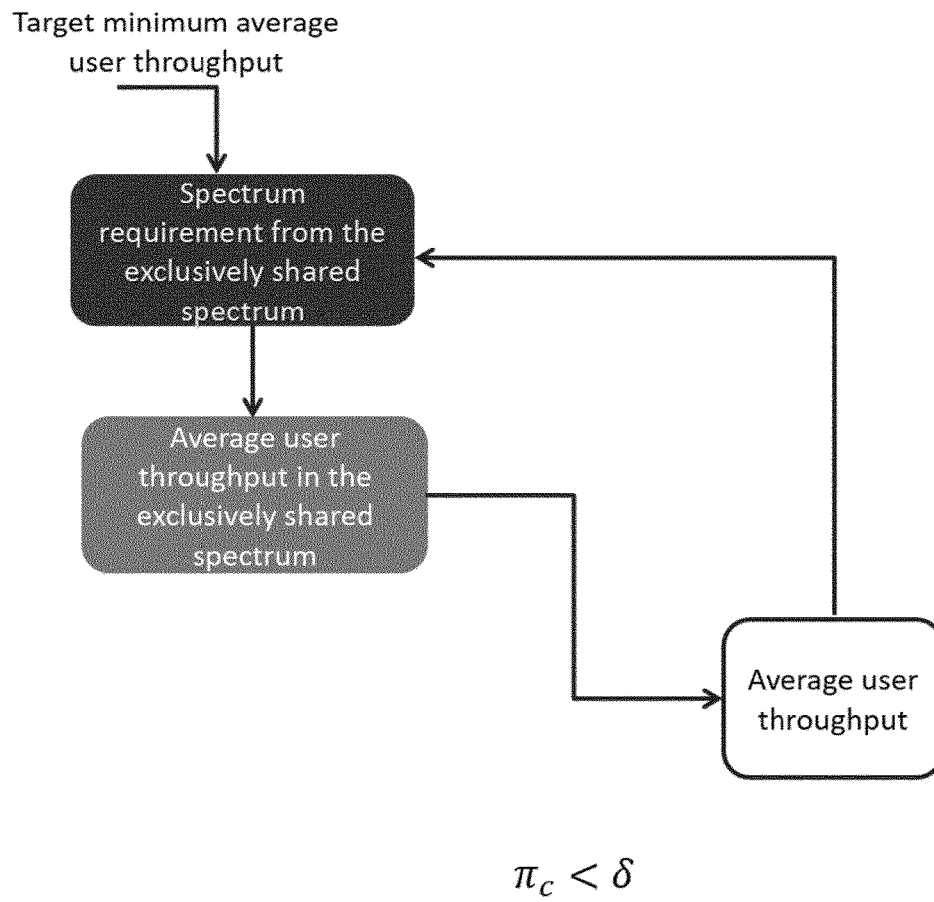 Target minimum average
user throughput
Spectrum
requirement from the
exclusively shared
spectrum
Average user
throughput in the
exclusively shared
spectrum
Average user
throughput
π_c < δ